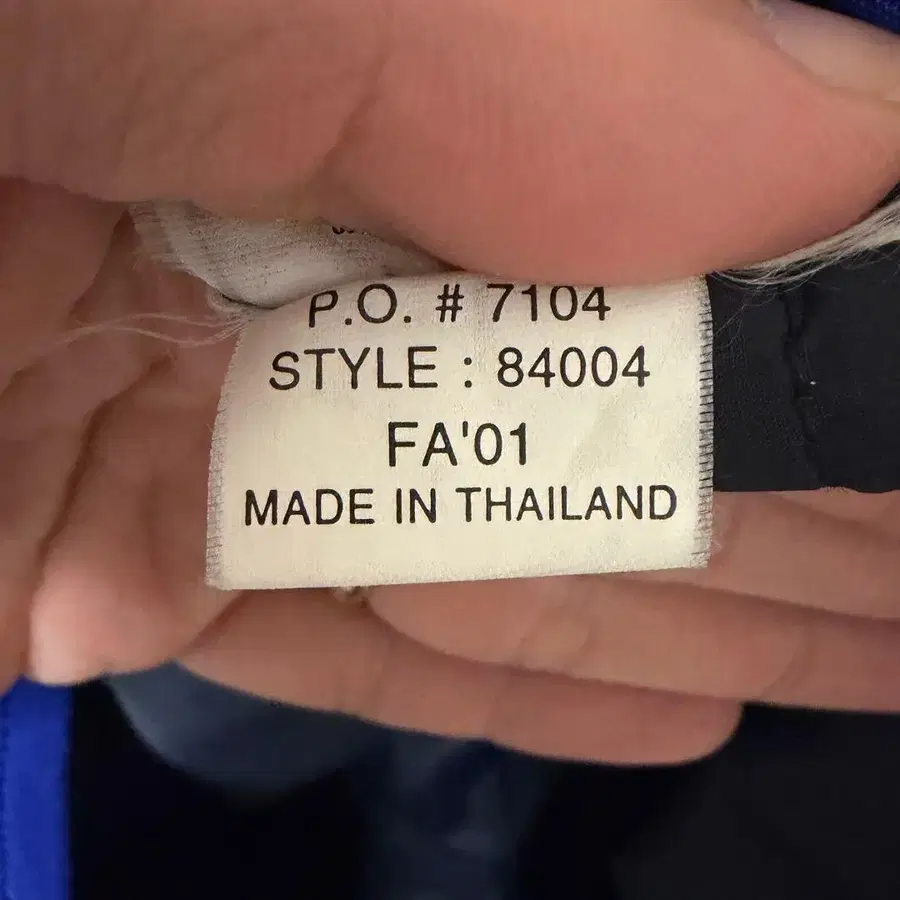 P.O. # 7104
STYLE : 84004
FA'01
MADE IN THAILAND